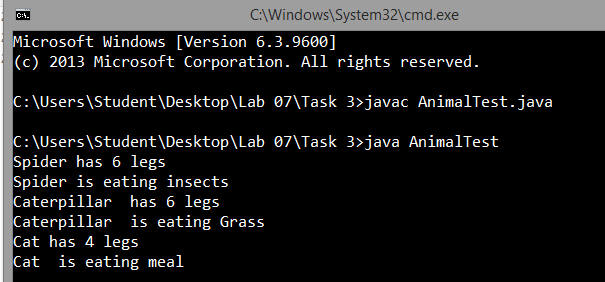 C:\Windows\System32\cmd.exe
Microsoft Windows [Version 6.3.9600]
(c) 2013 Microsoft Corporation. All rights reserved.
C:\Users\Student\Desktop\Lab 07\Task 3>javac AnimalTest.java
C:\Users\Student\Desktop\Lab 07\Task 3>java AnimalTest
Spider has 6 legs
Spider is eating insects
Caterpillar  has 6 legs
Caterpillar  is eating Grass
Cat has 4 legs
Cat  is eating meal